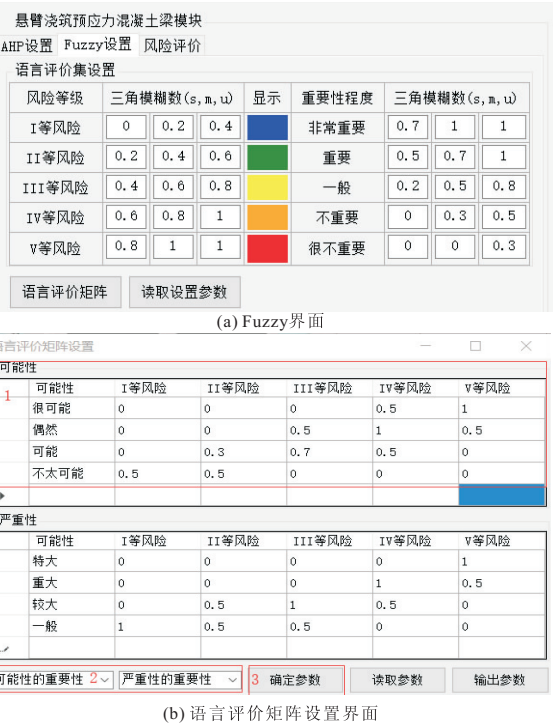 悬臂浇筑预应力混凝土梁模块
AHP设置 Fuzzy设置 风险评价
语言评价集设置
风险等级 三角模糊数(s,m,u) 显示 重要性程度 三角模糊数(s,m,u)
I等风险 0 0.2 0.4 非常重要 0.7 1 1
II等风险 0.2 0.4 0.6 重要 0.5 0.7 1
III等风险 0.4 0.6 0.8 一般 0.2 0.5 0.8
IV等风险 0.6 0.8 1 不重要 0 0.3 0.5
V等风险 0.8 1 1 很不重要 0 0 0.3
语言评价矩阵 读取设置参数
(a) Fuzzy界面
语言评价矩阵设置
可能性
1 可能性 I等风险 II等风险 III等风险 IV等风险 V等风险
很可能 0 0 0 0.5 1
偶然 0 0 0.5 1 0.5
可能 0 0.3 0.7 0.5 0
不太可能 0.5 0.5 0 0 0
严重性
可能性 I等风险 II等风险 III等风险 IV等风险 V等风险
特大 0 0 0 0 1
重大 0 0 0 1 0.5
较大 0 0.5 1 0.5 0
一般 1 0.5 0.5 0 0
可能性的重要性 2 严重性的重要性 3 确定参数 读取参数 输出参数
(b) 语言评价矩阵设置界面